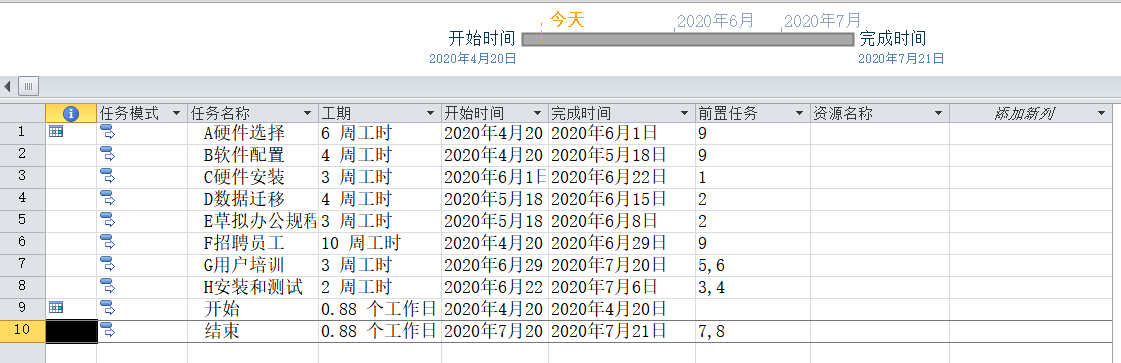 今天 2020年6月 2020年7月
开始时间 完成时间
2020年4月20日 2020年7月21日
任务模式 任务名称 工期 开始时间 完成时间 前置任务 资源名称 添加新列
1 A硬件选择 6 周工时 2020年4月20 2020年6月1日 9
2 B软件配置 4 周工时 2020年4月20 2020年5月18日 9
3 C硬件安装 3 周工时 2020年6月1日 2020年6月22日 1
4 D数据迁移 4 周工时 2020年5月18 2020年6月15日 2
5 E草拟办公规程 3 周工时 2020年5月18 2020年6月8日 2
6 F招聘员工 10 周工时 2020年4月20 2020年6月29日 9
7 G用户培训 3 周工时 2020年6月29 2020年7月20日 5,6
8 H安装和测试 2 周工时 2020年6月22 2020年7月6日 3,4
9 开始 0.88 个工作日 2020年4月20 2020年4月20日
10 结束 0.88 个工作日 2020年7月20 2020年7月21日 7,8